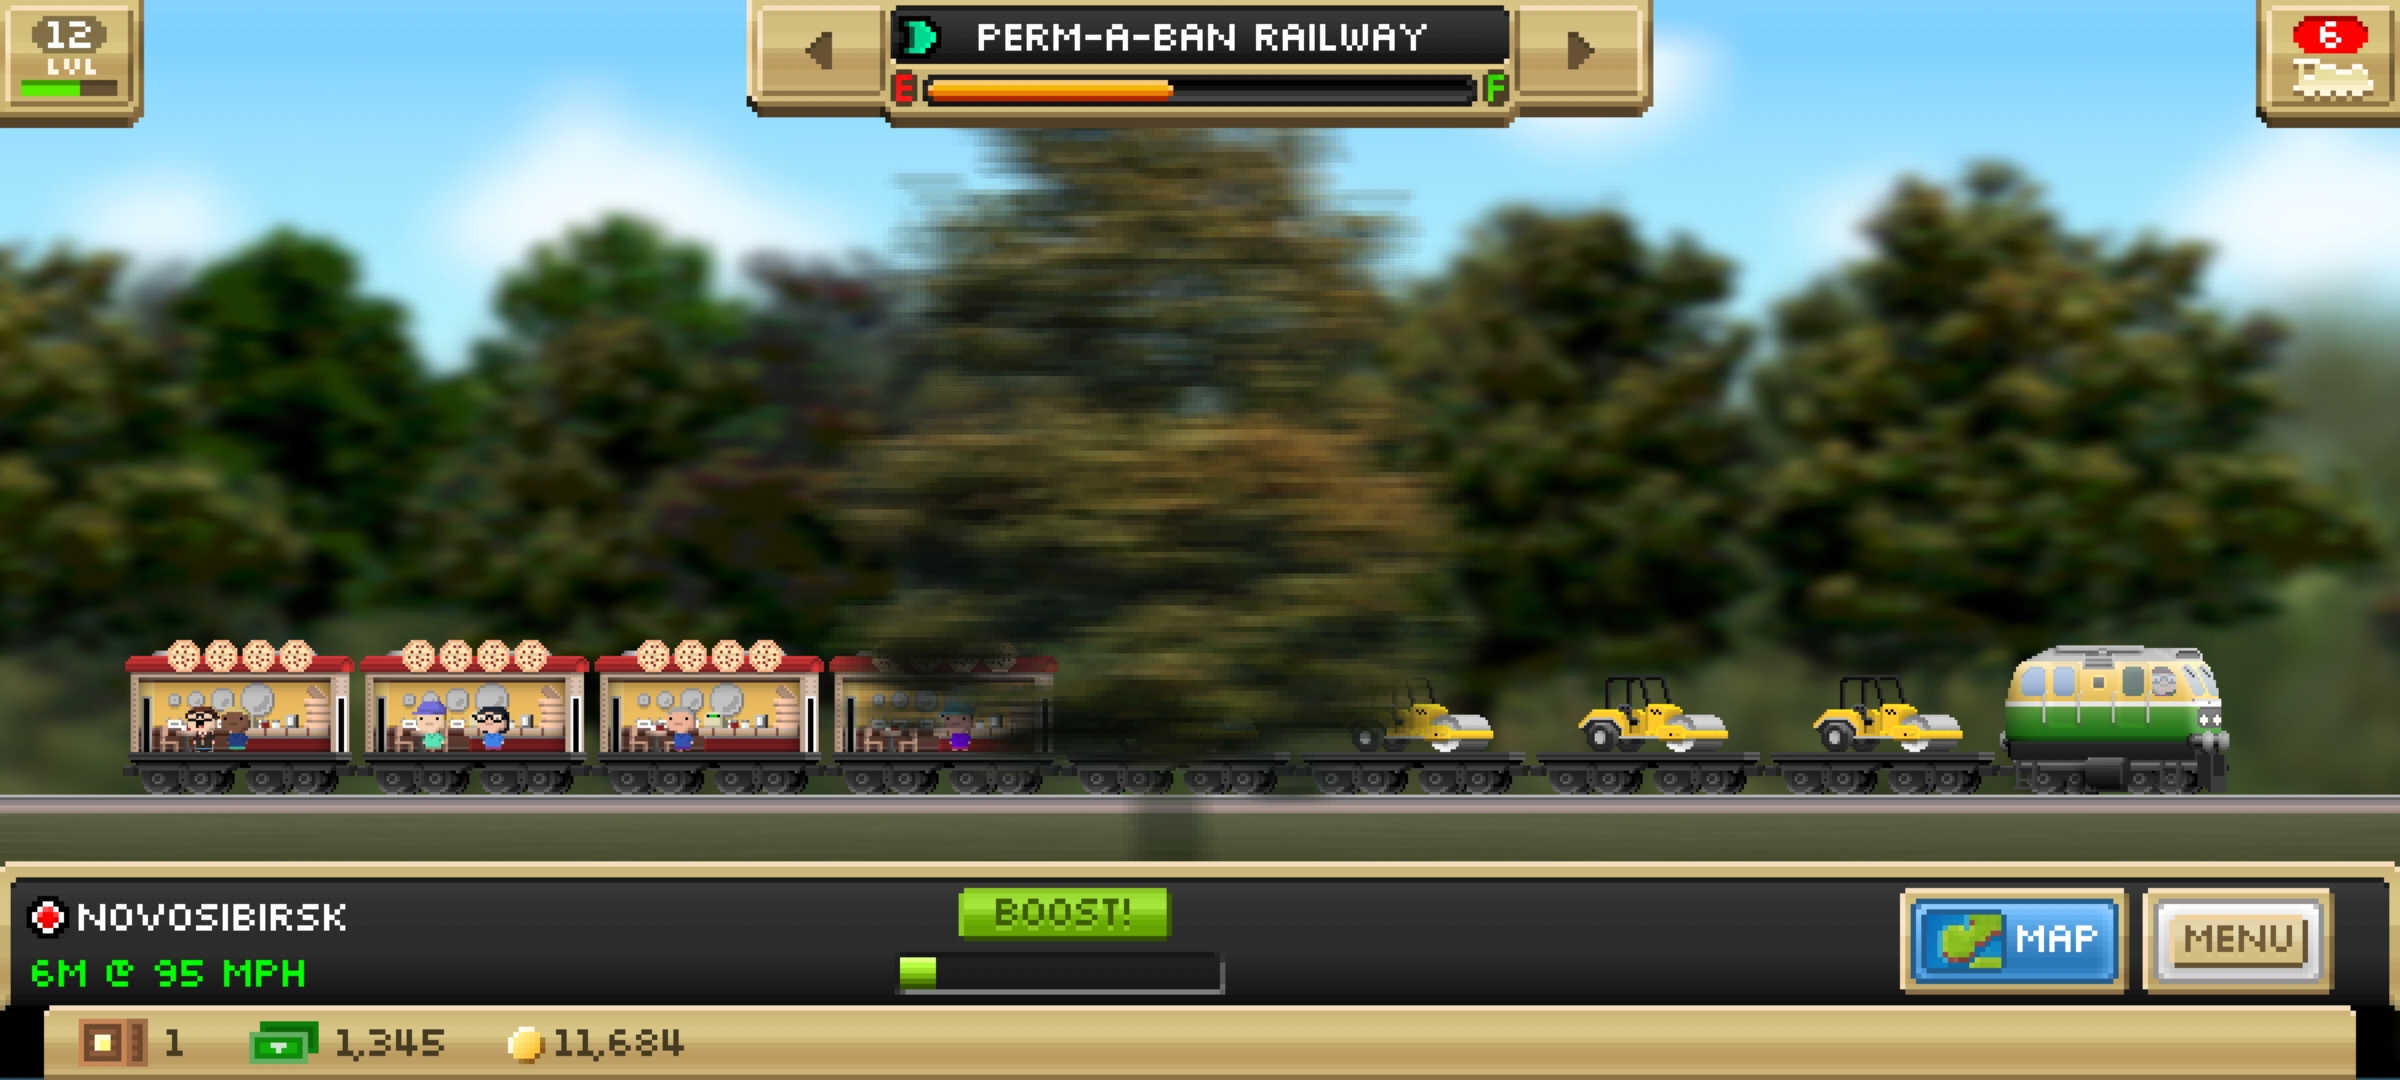 12
LVL
PERM-A-BAN RAILWAY
E F
6
NOVOSIBIRSK
6M @ 95 MPH
BOOST!
MAP
MENU
1 1,345 11,684